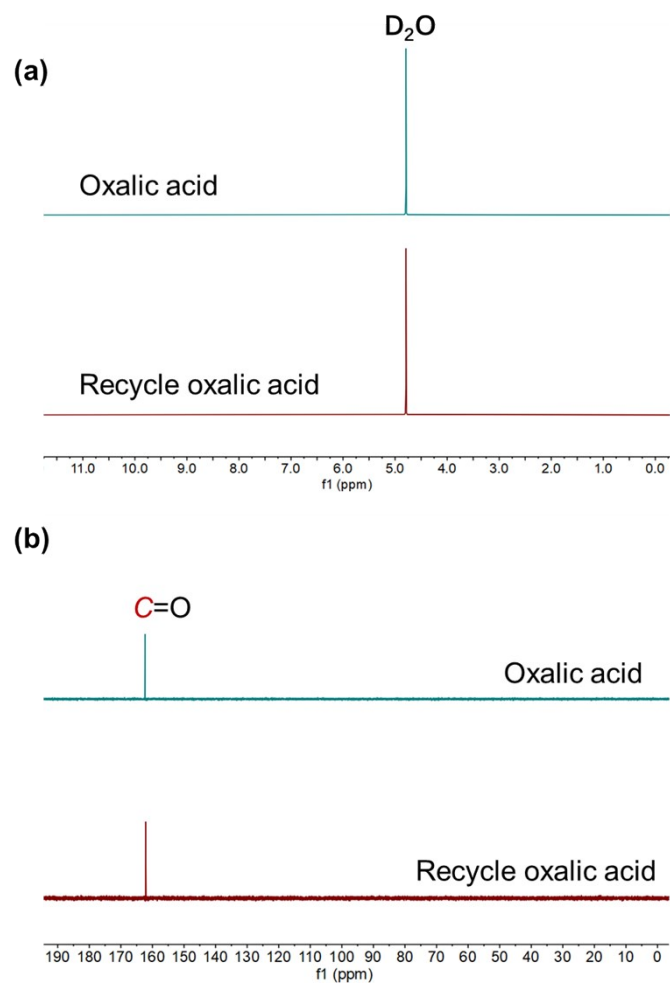 (a)
D₂O
Oxalic acid
Recycle oxalic acid
11.0 10.0 9.0 8.0 7.0 6.0 5.0 4.0 3.0 2.0 1.0 0.0
f1 (ppm)
(b)
C=O
Oxalic acid
Recycle oxalic acid
190 180 170 160 150 140 130 120 110 100 90 80 70 60 50 40 30 20 10 0
f1 (ppm)